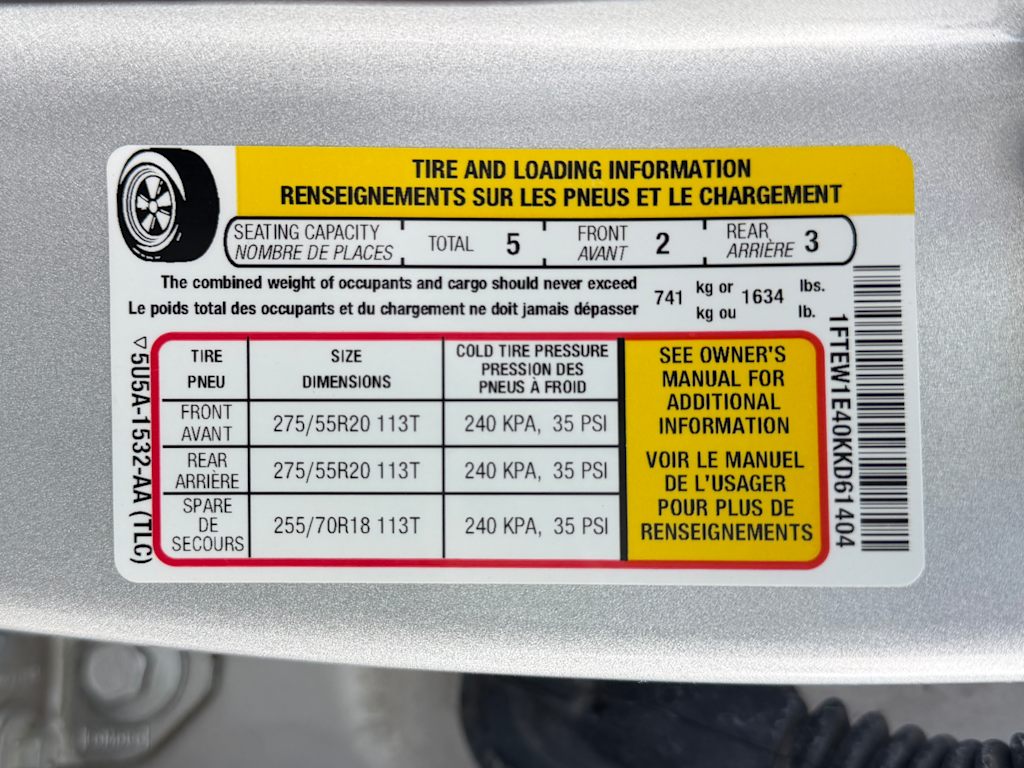 TIRE AND LOADING INFORMATION
RENSEIGNEMENTS SUR LES PNEUS ET LE CHARGEMENT
SEATING CAPACITY
NOMBRE DE PLACES
TOTAL 5
FRONT
AVANT 2
REAR
ARRIÈRE 3
The combined weight of occupants and cargo should never exceed
Le poids total des occupants et du chargement ne doit jamais dépasser
741 kg or 1634 lbs.
kg ou lb.
TIRE
PNEU
SIZE
DIMENSIONS
COLD TIRE PRESSURE
PRESSION DES
PNEUS À FROID
FRONT
AVANT
275/55R20 113T
240 KPA, 35 PSI
REAR
ARRIÈRE
275/55R20 113T
240 KPA, 35 PSI
SPARE
DE
SECOURS
255/70R18 113T
240 KPA, 35 PSI
SEE OWNER'S
MANUAL FOR
ADDITIONAL
INFORMATION
VOIR LE MANUEL
DE L'USAGER
POUR PLUS DE
RENSEIGNEMENTS
▽5U5A-1532-AA (TLC)
1FTEW1E40KKD61404